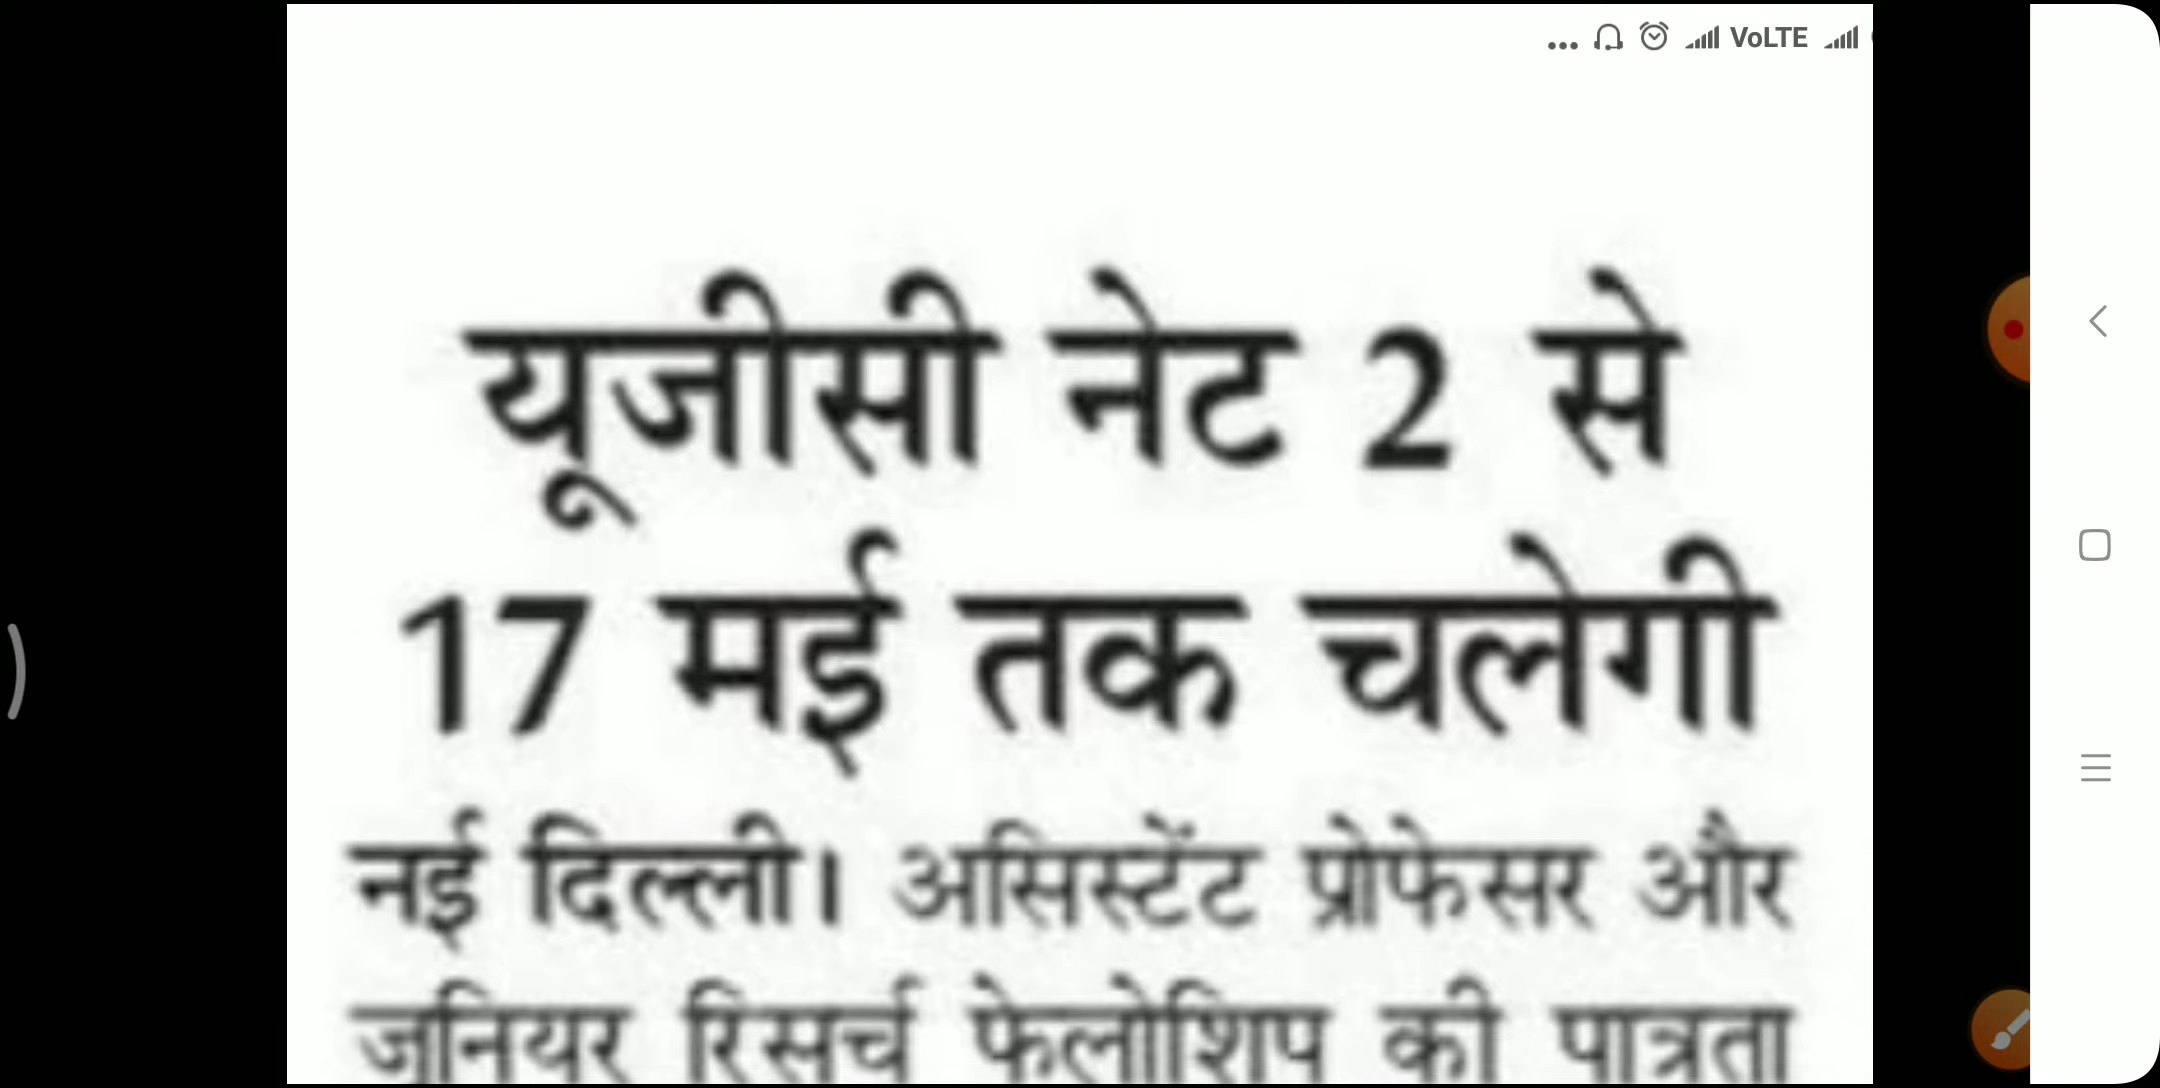 ... VoLTE
यूजीसी नेट 2 से
17 मई तक चलेगी
नई दिल्ली। असिस्टेंट प्रोफेसर और
जूनियर रिसर्च फेलोशिप की पात्रता